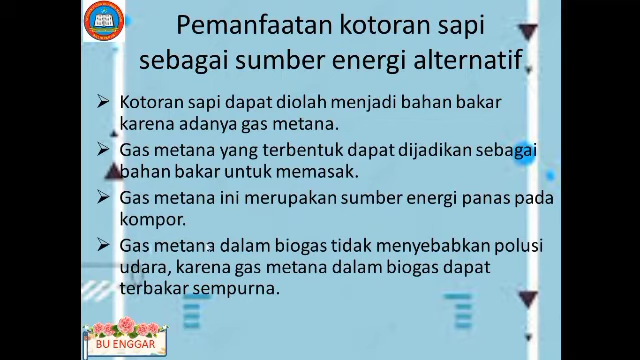 Pemanfaatan kotoran sapi
sebagai sumber energi alternatif
Kotoran sapi dapat diolah menjadi bahan bakar
karena adanya gas metana.
Gas metana yang terbentuk dapat dijadikan sebagai
bahan bakar untuk memasak.
Gas metana ini merupakan sumber energi panas pada
kompor.
Gas metana dalam biogas tidak menyebabkan polusi
udara, karena gas metana dalam biogas dapat
terbakar sempurna.
BU ENGGAR